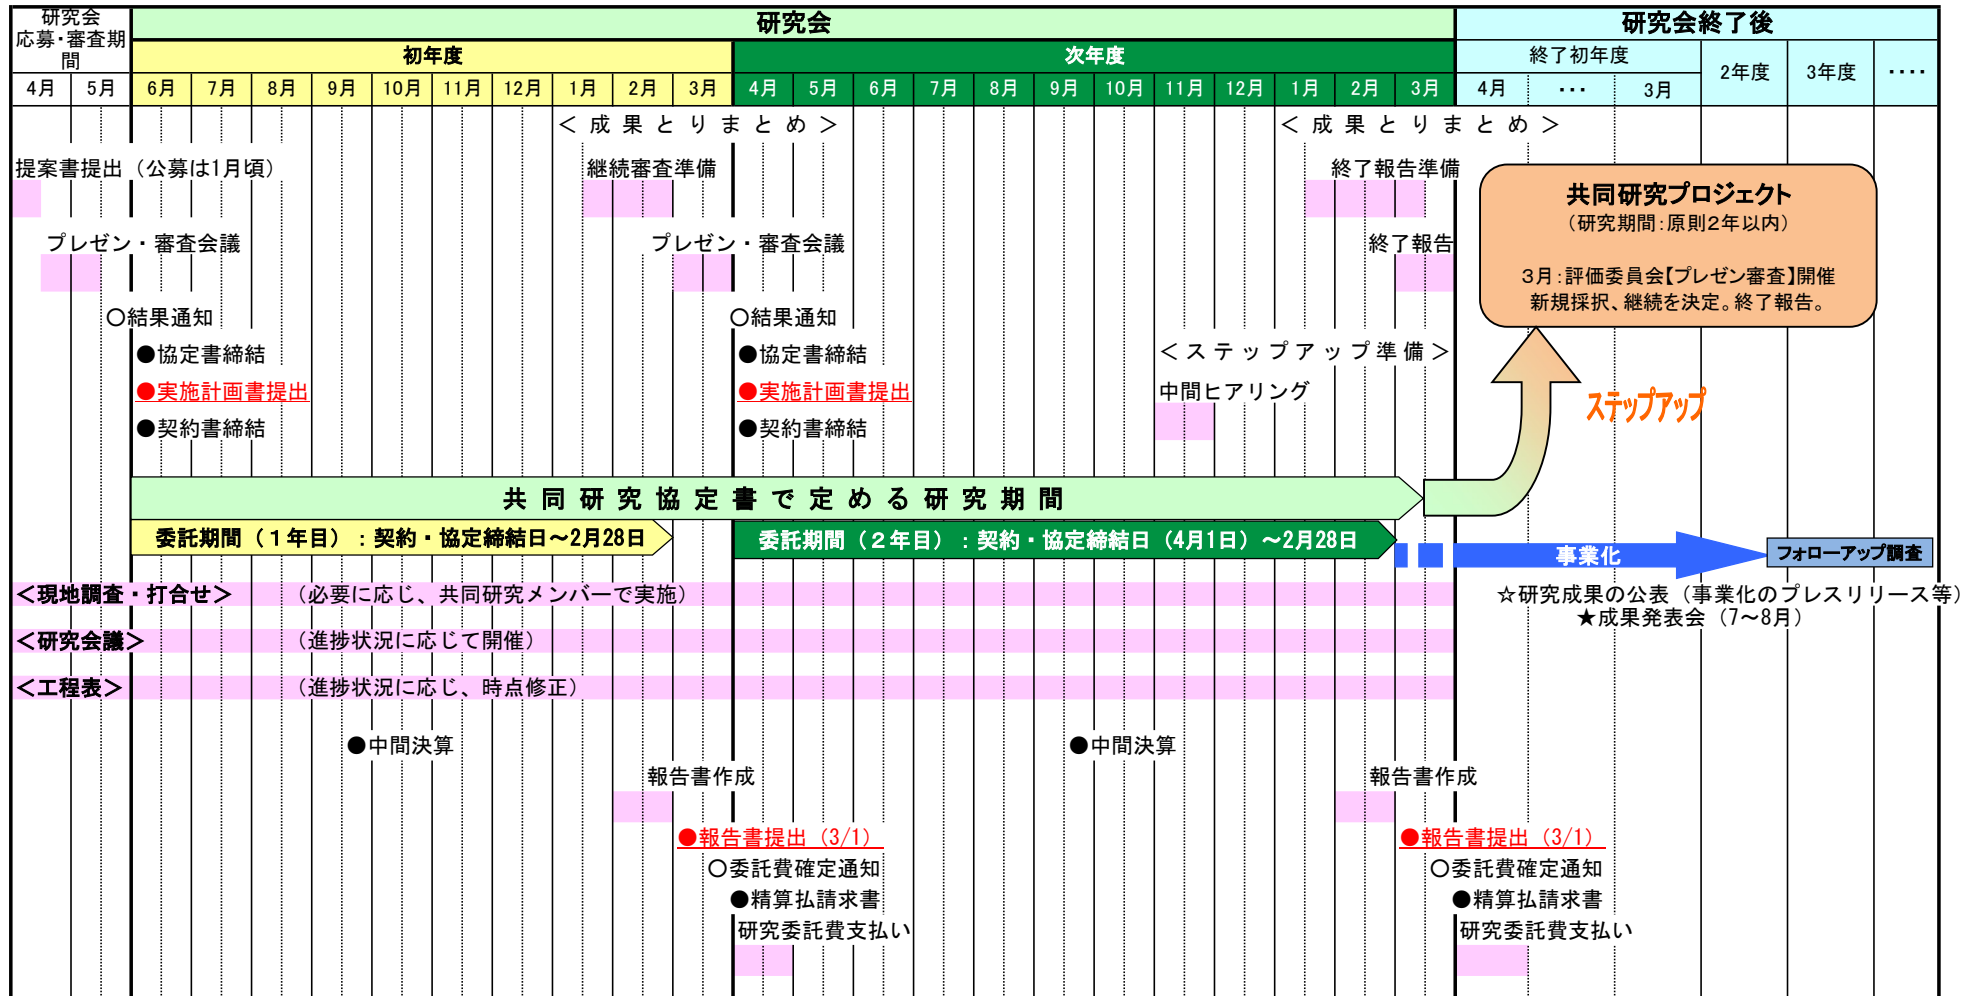 研究会
応募・審査期
間
研究会
研究会終了後
初年度
次年度
終了初年度
2年度
3年度
‥‥
4月
5月
6月
7月
8月
9月
10月
11月
12月
1月
2月
3月
4月
5月
6月
7月
8月
9月
10月
11月
12月
1月
2月
3月
4月
…
3月
＜成果とりまとめ＞
＜成果とりまとめ＞
提案書提出（公募は1月頃）
継続審査準備
終了報告準備
共同研究プロジェクト
（研究期間：原則2年以内）
3月：評価委員会【プレゼン審査】開催
新規採択、継続を決定。終了報告。
プレゼン・審査会議
プレゼン・審査会議
終了報告
○結果通知
○結果通知
●協定書締結
●協定書締結
＜ステップアップ準備＞
●実施計画書提出
●実施計画書提出
中間ヒアリング
ステップアップ
●契約書締結
●契約書締結
共同研究協定書で定める研究期間
委託期間（１年目）：契約・協定締結日～2月28日
委託期間（２年目）：契約・協定締結日（4月1日）～2月28日
事業化
フォローアップ調査
＜現地調査・打合せ＞
（必要に応じ、共同研究メンバーで実施）
☆研究成果の公表（事業化のプレスリリース等）
★成果発表会（7～8月）
＜研究会議＞
（進捗状況に応じて開催）
＜工程表＞
（進捗状況に応じ、時点修正）
●中間決算
●中間決算
報告書作成
報告書作成
●報告書提出（3/1）
●報告書提出（3/1）
○委託費確定通知
○委託費確定通知
●精算払請求書
●精算払請求書
研究委託費支払い
研究委託費支払い